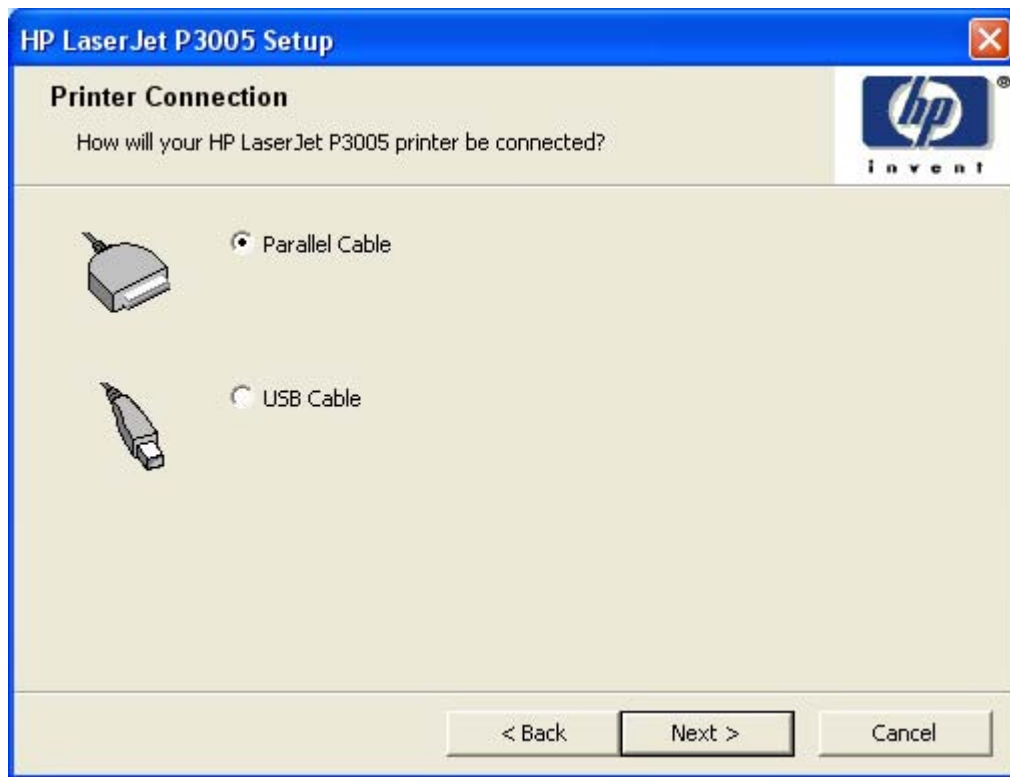 HP LaserJet P3005 Setup
Printer Connection
How will your HP LaserJet P3005 printer be connected?
hp ®
invent
Parallel Cable
USB Cable
< Back Next > Cancel